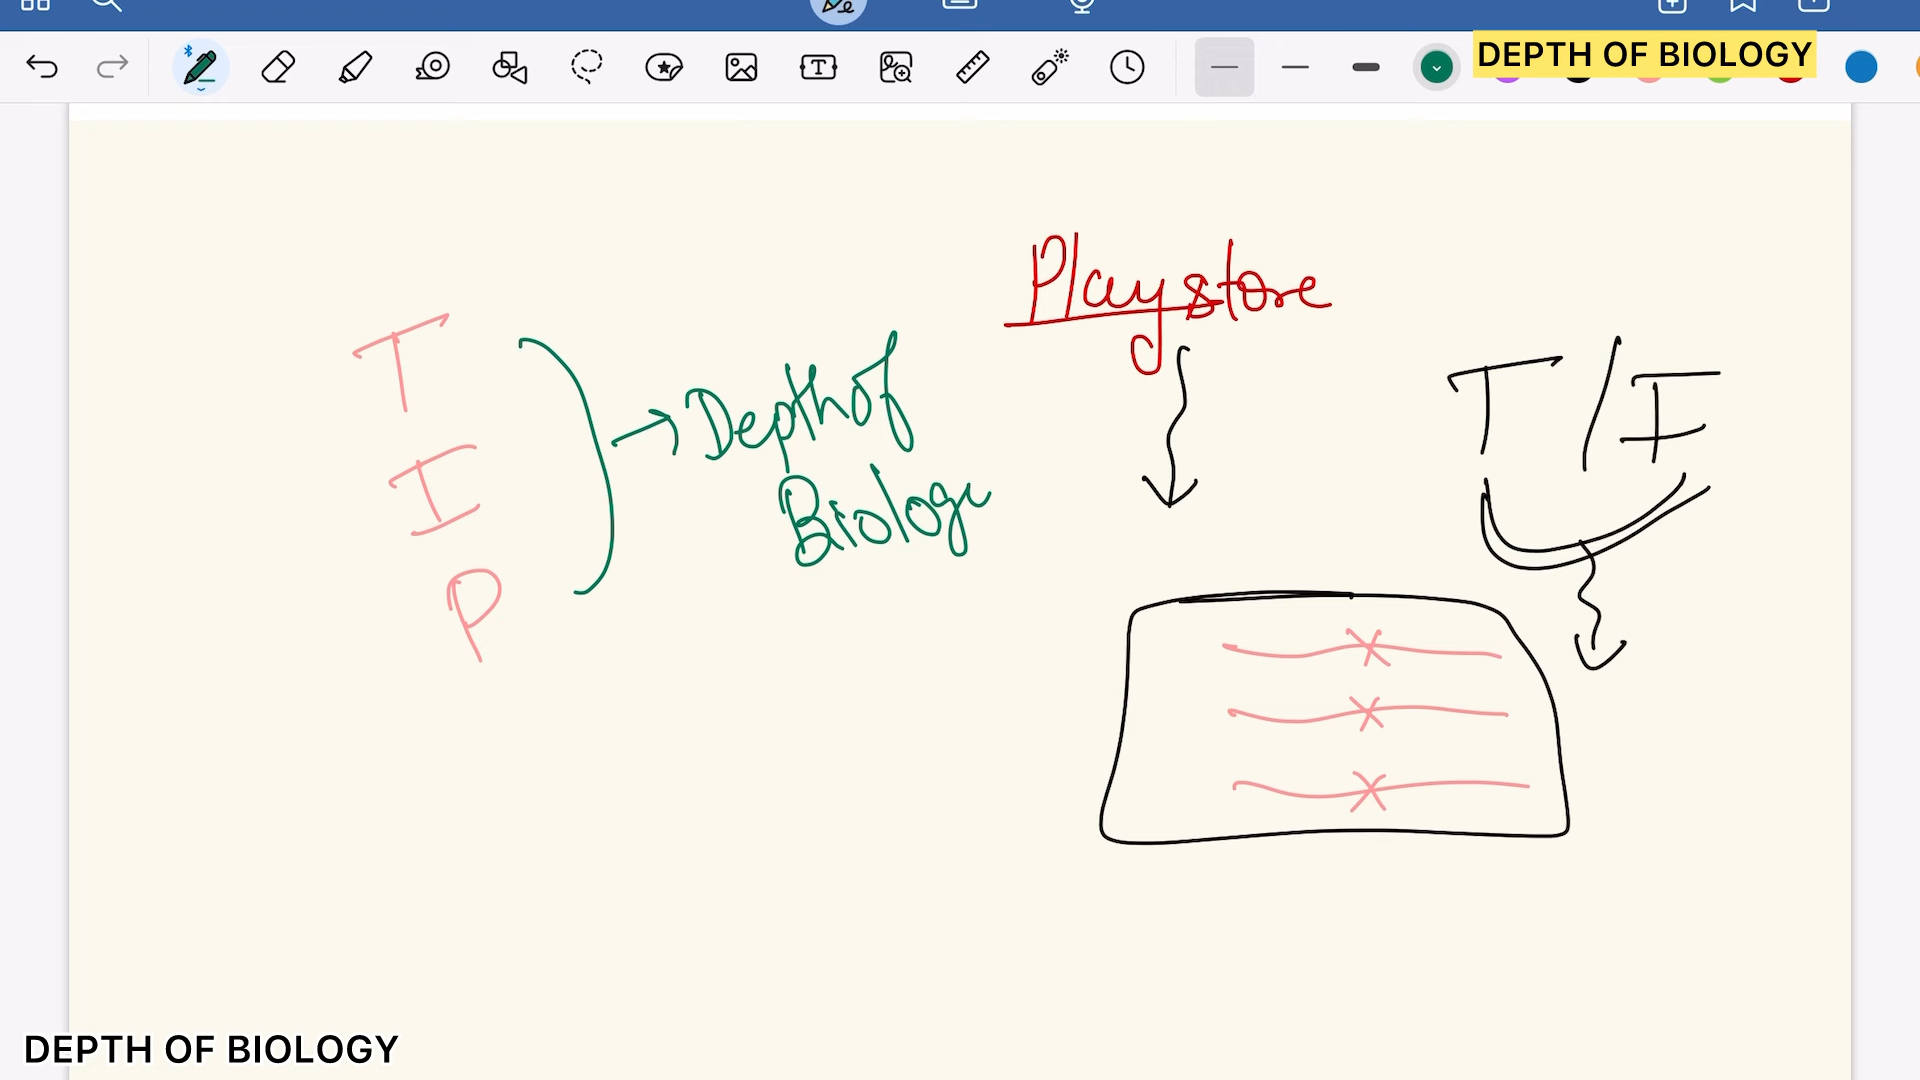 DEPTH OF BIOLOGY
Playstore
T
I
P
Depth of
Biology
T/I
DEPTH OF BIOLOGY